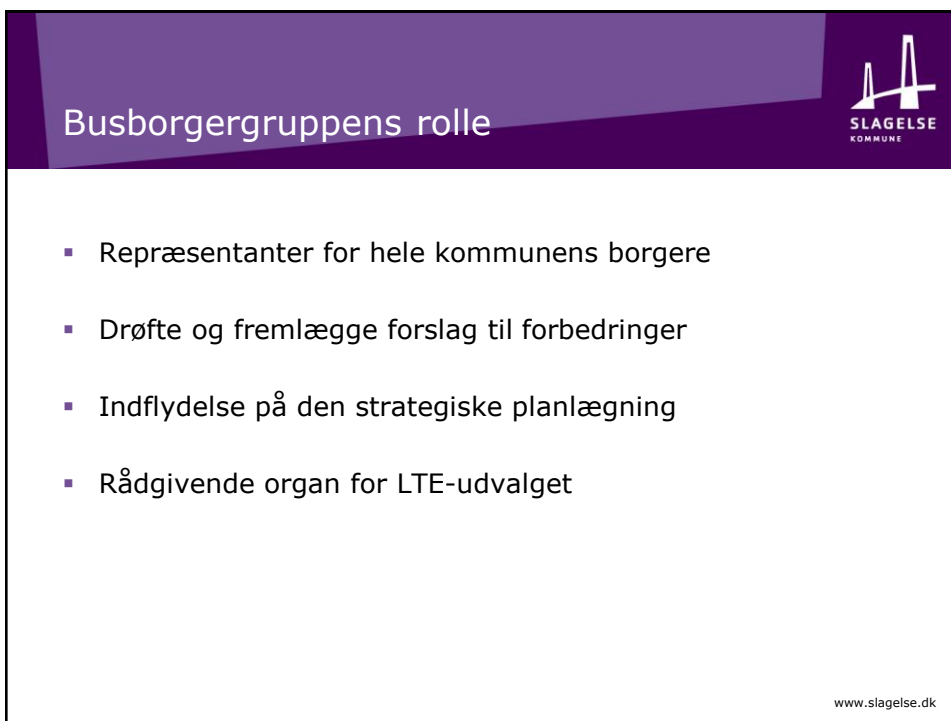 Busborgergruppens rolle
SLAGELSE
KOMMUNE
▪ Repræsentanter for hele kommunens borgere
▪ Drøfte og fremlægge forslag til forbedringer
▪ Indflydelse på den strategiske planlægning
▪ Rådgivende organ for LTE-udvalget
www.slagelse.dk